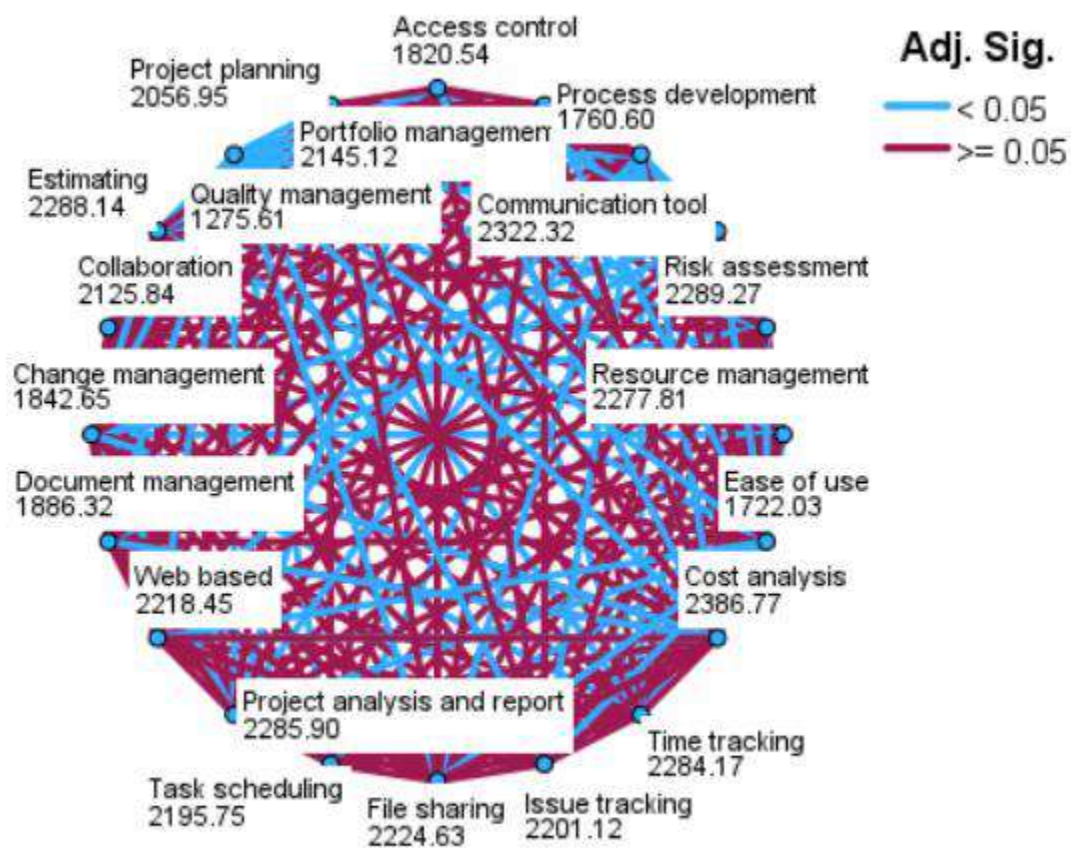 Access control
1820.54
Adj. Sig.
< 0.05
>= 0.05
Project planning
2056.95
Process development
1760.60
Portfolio managemen
2145.12
Estimating
2288.14
Quality management
1275.61
Communication tool
2322.32
Collaboration
2125.84
Risk assessment
2289.27
Change management
1842.65
Resource management
2277.81
Document management
1886.32
Ease of use
1722.03
Web based
2218.45
Cost analysis
2386.77
Project analysis and report
2285.90
Time tracking
2284.17
Task scheduling
2195.75
File sharing
2224.63
Issue tracking
2201.12